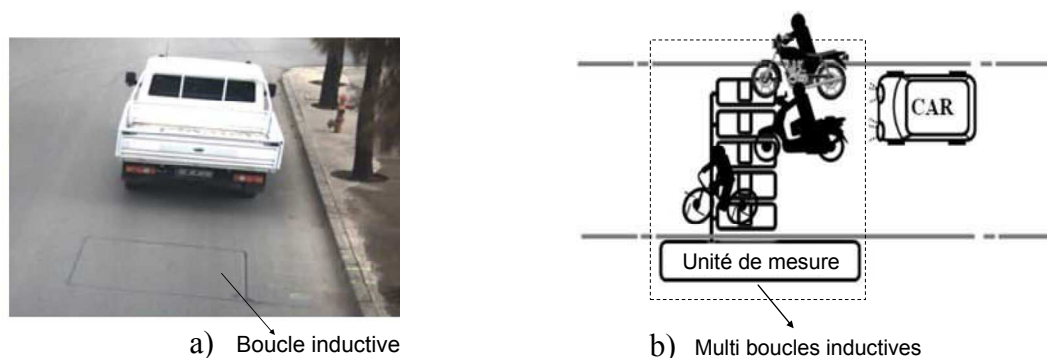 CAR
Unité de mesure
a) Boucle inductive
b) Multi boucles inductives